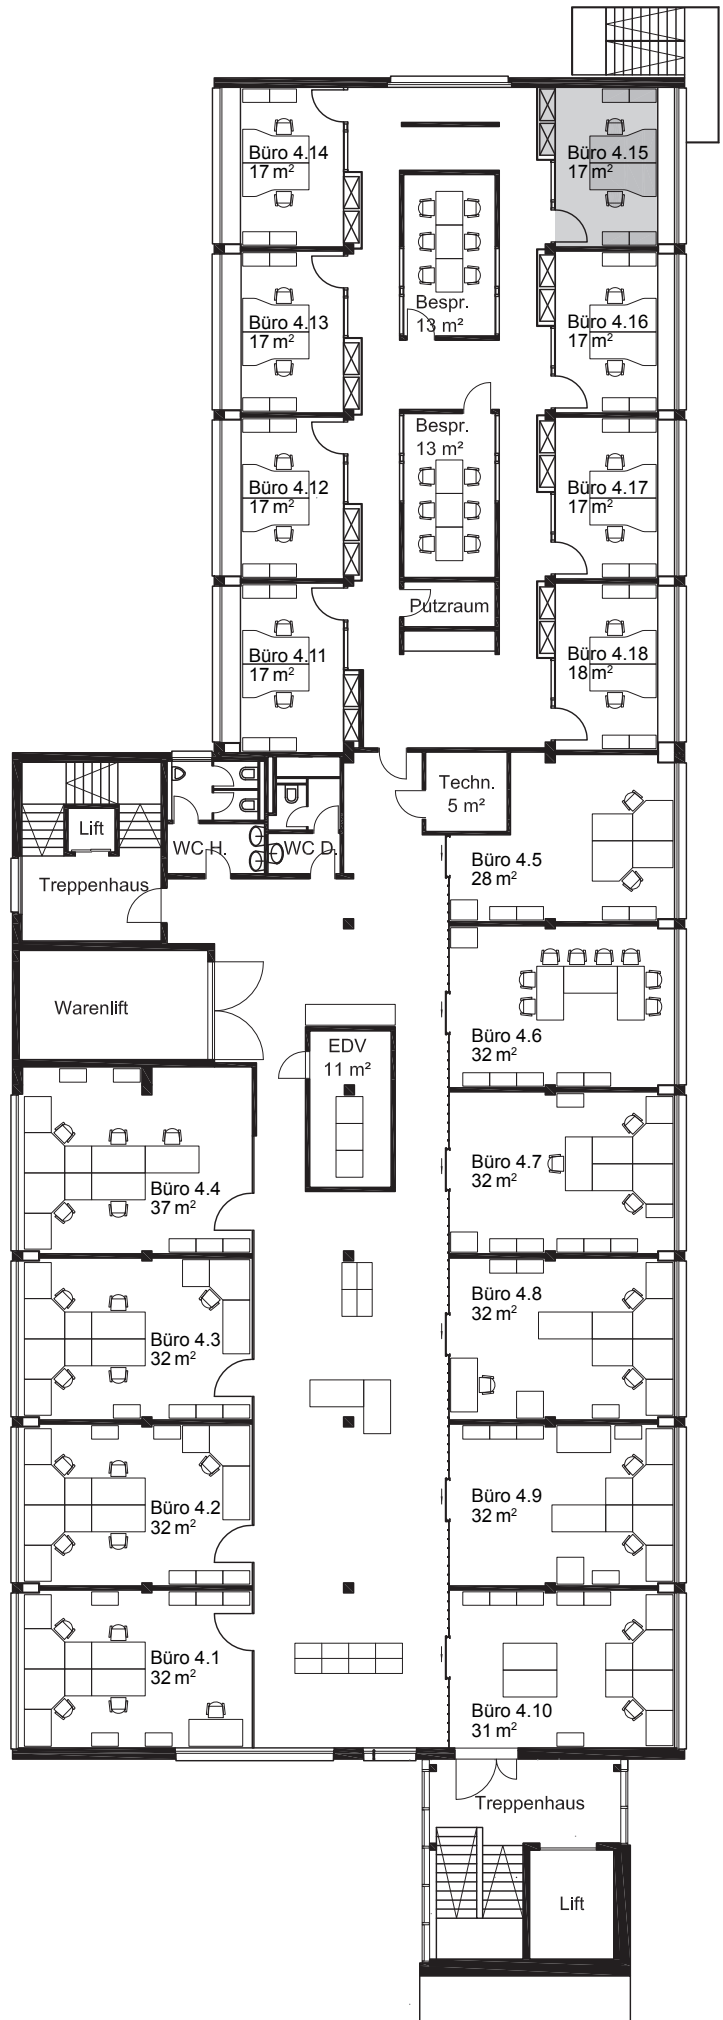 Büro 4.14
17 m²
Büro 4.15
17 m²
Bespr.
13 m²
Büro 4.13
17 m²
Büro 4.16
17 m²
Bespr.
13 m²
Büro 4.12
17 m²
Büro 4.17
17 m²
Putzraum
Büro 4.11
17 m²
Büro 4.18
18 m²
Techn.
5 m²
Lift
WC H.
WC D.
Treppenhaus
Büro 4.5
28 m²
Warenlift
Büro 4.6
32 m²
EDV
11 m²
Büro 4.4
37 m²
Büro 4.7
32 m²
Büro 4.3
32 m²
Büro 4.8
32 m²
Büro 4.2
32 m²
Büro 4.9
32 m²
Büro 4.1
32 m²
Büro 4.10
31 m²
Treppenhaus
Lift